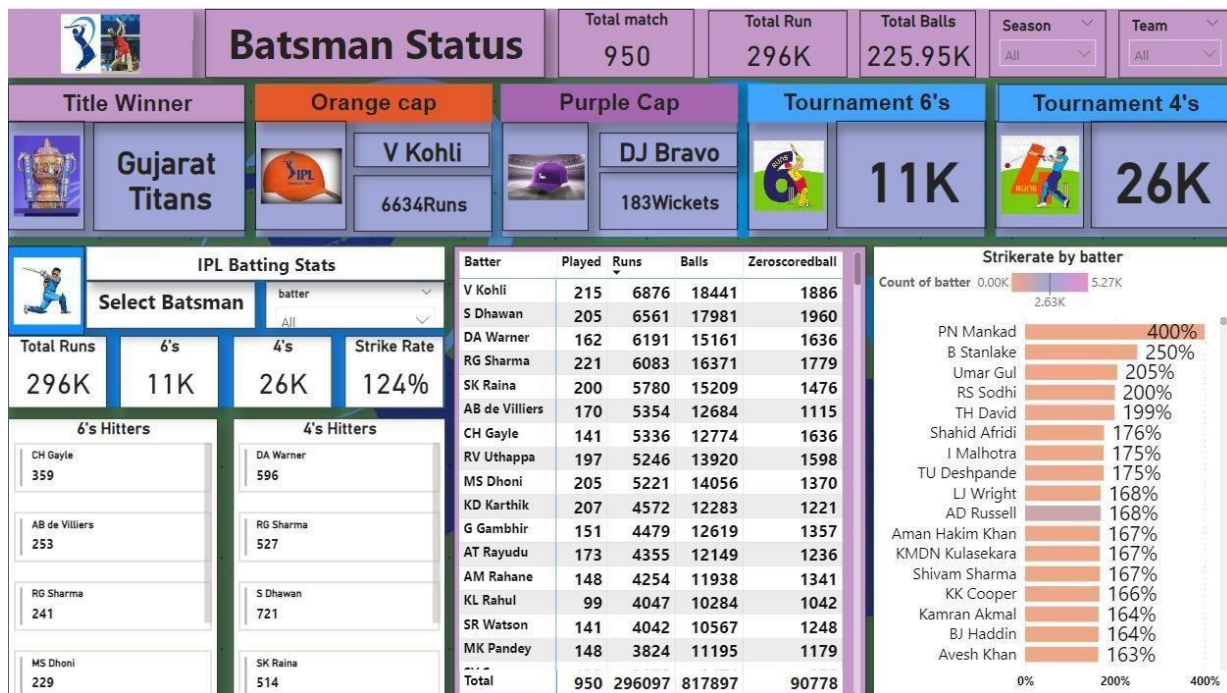 Batsman Status
Total match
950
Total Run
296K
Total Balls
225.95K
Season
All
Team
All
Title Winner
Gujarat
Titans
Orange cap
IPL
V Kohli
6634Runs
Purple Cap
DJ Bravo
183Wickets
Tournament 6's
RUNS
6
11K
Tournament 4's
4
RUNS
26K
IPL Batting Stats
Select Batsman
batter
All
Total Runs
296K
6's
11K
4's
26K
Strike Rate
124%
6's Hitters
CH Gayle
359
AB de Villiers
253
RG Sharma
241
MS Dhoni
229
4's Hitters
DA Warner
596
RG Sharma
527
S Dhawan
721
SK Raina
514
Batter Played Runs Balls Zeroscoredball
V Kohli 215 6876 18441 1886
S Dhawan 205 6561 17981 1960
DA Warner 162 6191 15161 1636
RG Sharma 221 6083 16371 1779
SK Raina 200 5780 15209 1476
AB de Villiers 170 5354 12684 1115
CH Gayle 141 5336 12774 1636
RV Uthappa 197 5246 13920 1598
MS Dhoni 205 5221 14056 1370
KD Karthik 207 4572 12283 1221
G Gambhir 151 4479 12619 1357
AT Rayudu 173 4355 12149 1236
AM Rahane 148 4254 11938 1341
KL Rahul 99 4047 10284 1042
SR Watson 141 4042 10567 1248
MK Pandey 148 3824 11195 1179
Total 950 296097 817897 90778
Strikerate by batter
Count of batter 0.00K 5.27K
2.63K
PN Mankad 400%
B Stanlake 250%
Umar Gul 205%
RS Sodhi 200%
TH David 199%
Shahid Afridi 176%
I Malhotra 175%
TU Deshpande 175%
LJ Wright 168%
AD Russell 168%
Aman Hakim Khan 167%
KMDN Kulasekara 167%
Shivam Sharma 167%
KK Cooper 166%
Kamran Akmal 164%
BJ Haddin 164%
Avesh Khan 163%
0% 200% 400%